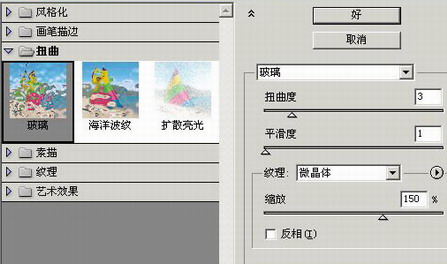 风格化
画笔描边
扭曲
玻璃 海洋波纹 扩散亮光
素描
纹理
艺术效果
好
取消
玻璃
扭曲度 3
平滑度 1
纹理: 微晶体
缩放 150 %
反相(I)